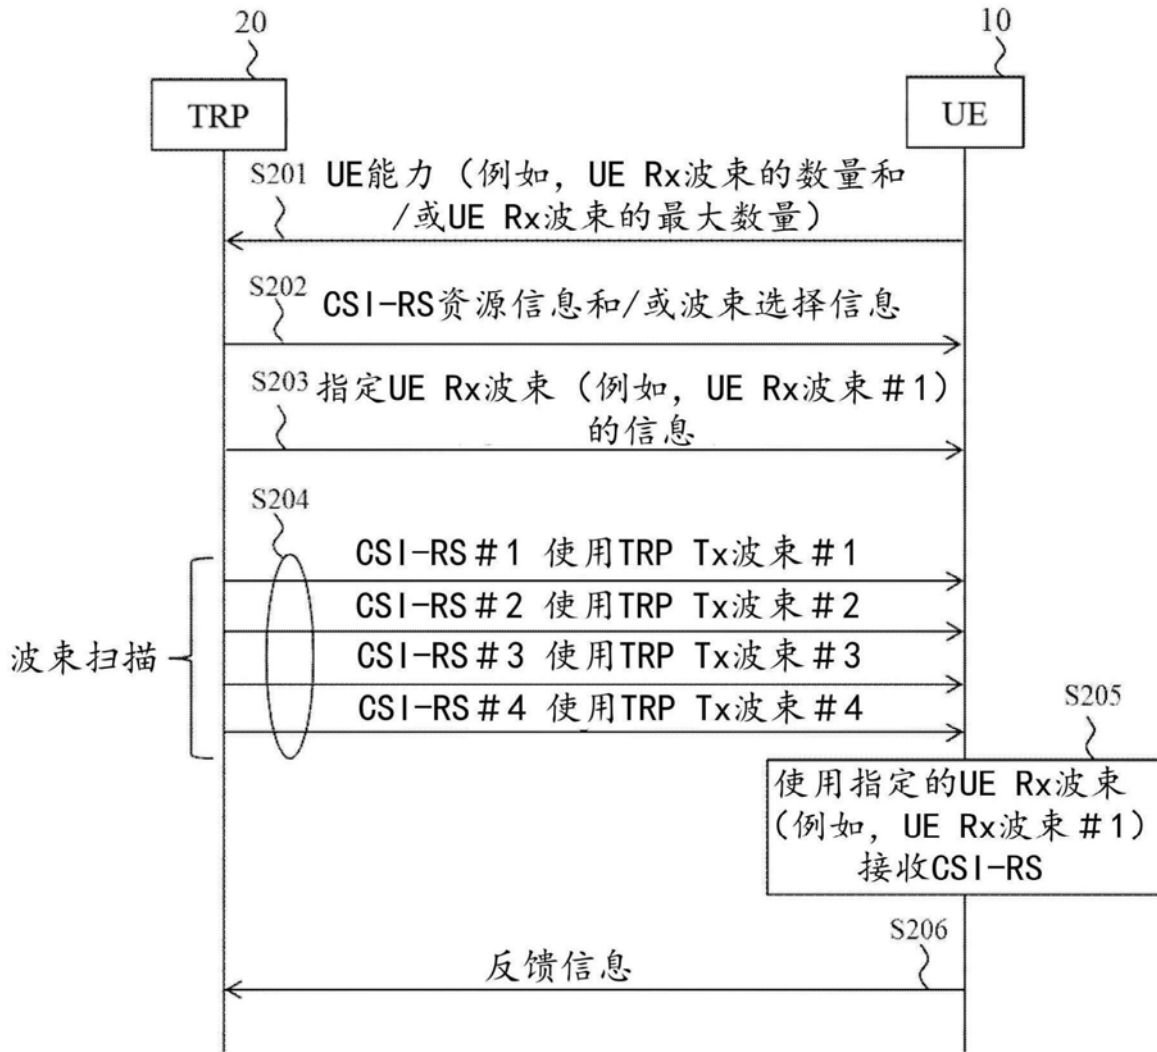 20
10
TRP
UE
S201
UE能力（例如，UE Rx波束的数量和
/或UE Rx波束的最大数量）
S202
CSI-RS资源信息和/或波束选择信息
S203
指定UE Rx波束（例如，UE Rx波束＃1）
的信息
S204
CSI-RS＃1 使用TRP Tx波束＃1
CSI-RS＃2 使用TRP Tx波束＃2
波束扫描
CSI-RS＃3 使用TRP Tx波束＃3
CSI-RS＃4 使用TRP Tx波束＃4
S205
使用指定的UE Rx波束
（例如，UE Rx波束＃1）
接收CSI-RS
S206
反馈信息